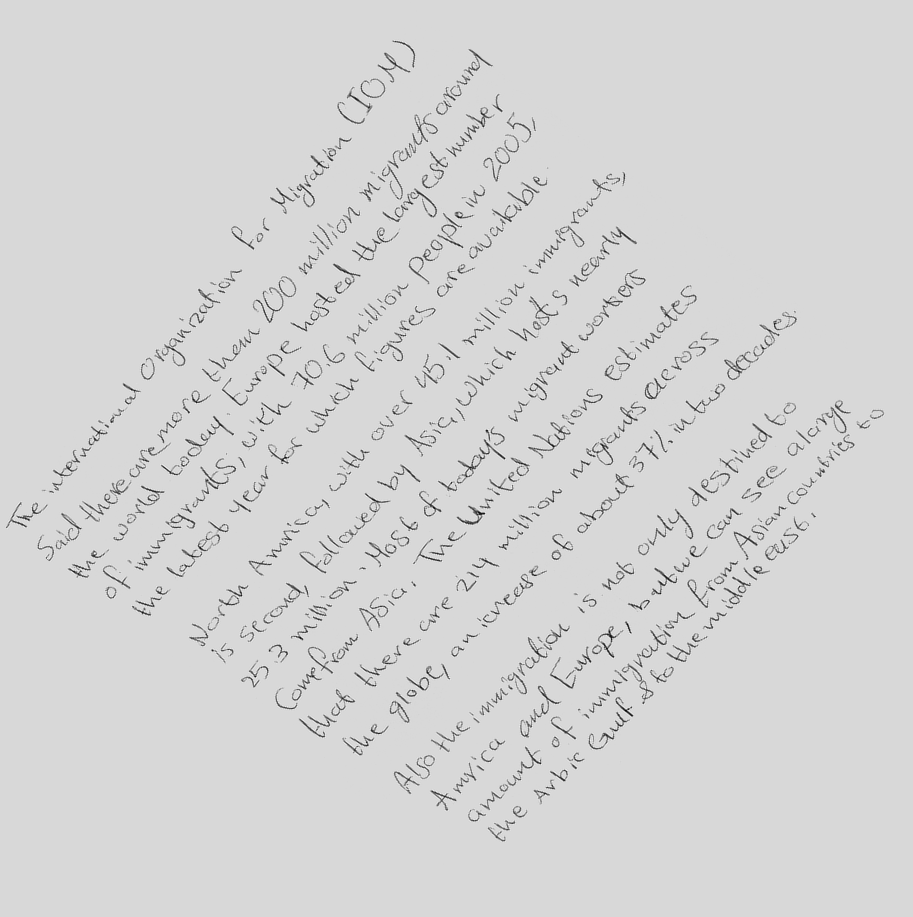 The international Organization for Migration (IOM)
Said there are more them 200 million migrants around
the world today. Europe hosted the largest number
of immigrants, with 70.6 million People in 2005,
the latest year for which figures are available.
North Amrica, with over 45.1 million immigrants,
is second, followed by Asia, which hosts nearly
25.3 million. Most of today's migrant workers
Come from Asia. The United Nations estimates
that there are 214 million migrants across
the globe, an icrease of about 37% in two decades.
Also the immigration is not only destined to
Amrica and Europe, but we can see a large
amount of immigration from Asian Countries to
the Arbic Gulf & to the middle east.